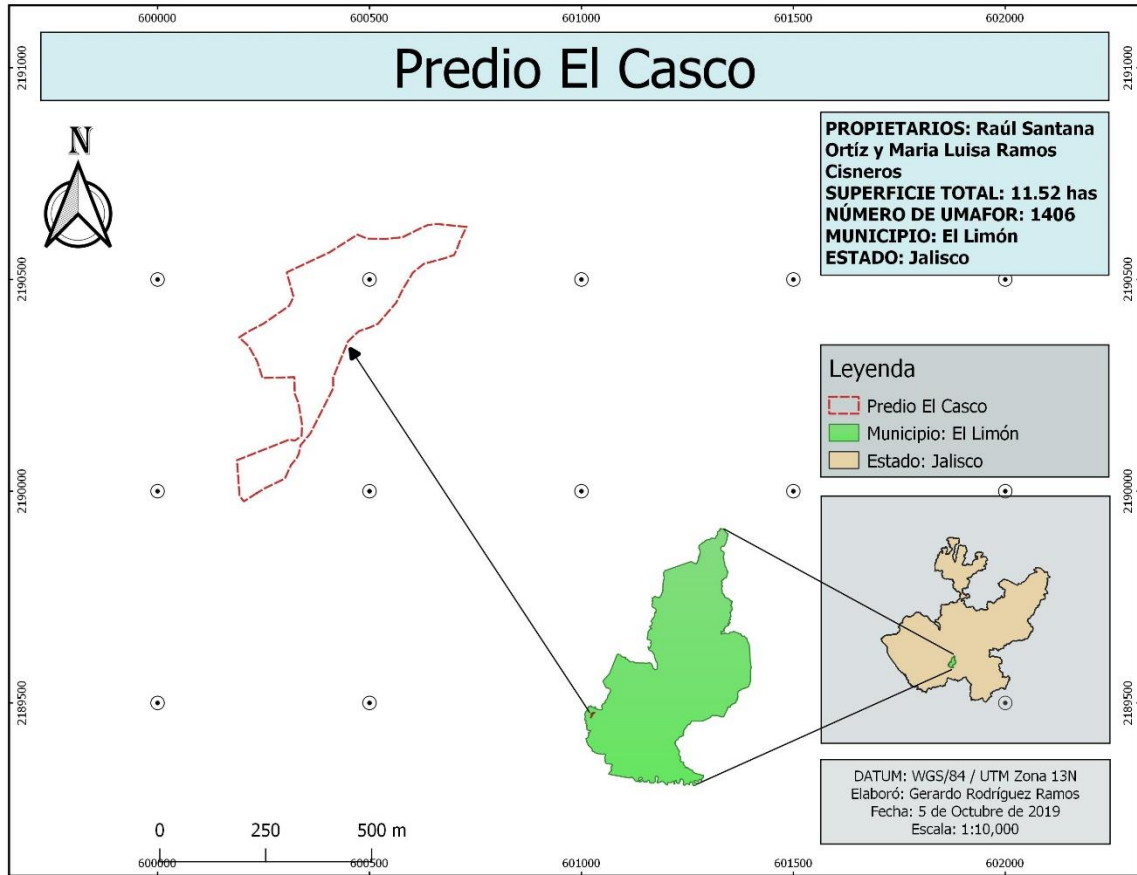 600000 600500 601000 601500 602000
2191000 2191000
Predio El Casco
N
PROPIETARIOS: Raúl Santana
Ortíz y Maria Luisa Ramos
Cisneros
SUPERFICIE TOTAL: 11.52 has
NÚMERO DE UMAFOR: 1406
MUNICIPIO: El Limón
ESTADO: Jalisco
2190500 2190500
Leyenda
Predio El Casco
Municipio: El Limón
Estado: Jalisco
2190000 2190000
2189500 2189500
DATUM: WGS/84 / UTM Zona 13N
Elaboró: Gerardo Rodríguez Ramos
Fecha: 5 de Octubre de 2019
Escala: 1:10,000
0 250 500 m
600000 600500 601000 601500 602000